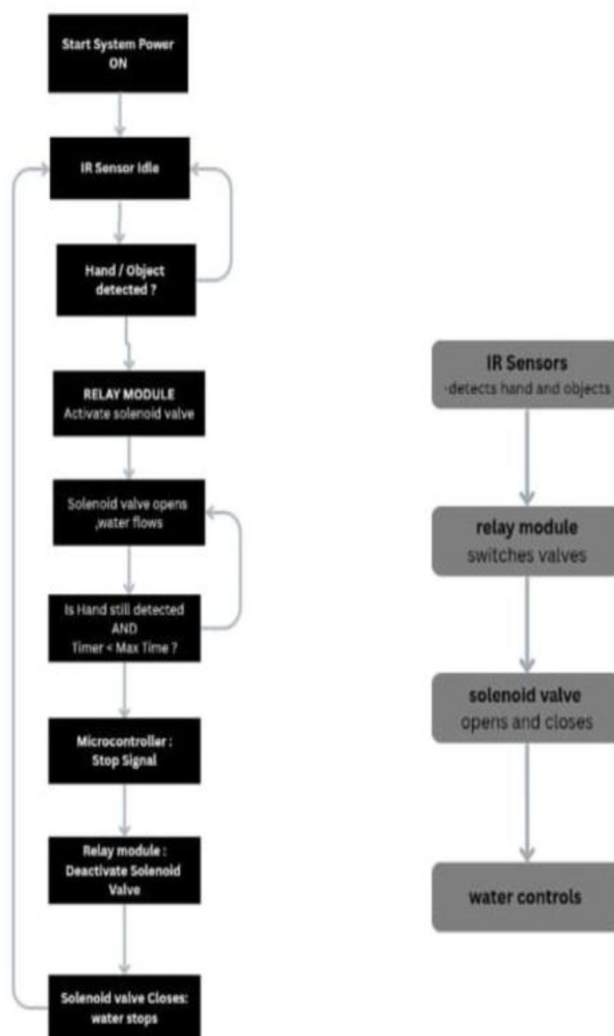 Start System Power
ON
IR Sensor Idle
Hand / Object
detected ?
RELAY MODULE
Activate solenoid valve
Solenoid valve opens
,water flows
Is Hand still detected
AND
Timer < Max Time ?
Microcontroller :
Stop Signal
Relay module :
Deactivate Solenoid
Valve
Solenoid valve Closes:
water stops
IR Sensors
-detects hand and objects
relay module
switches valves
solenoid valve
opens and closes
water controls